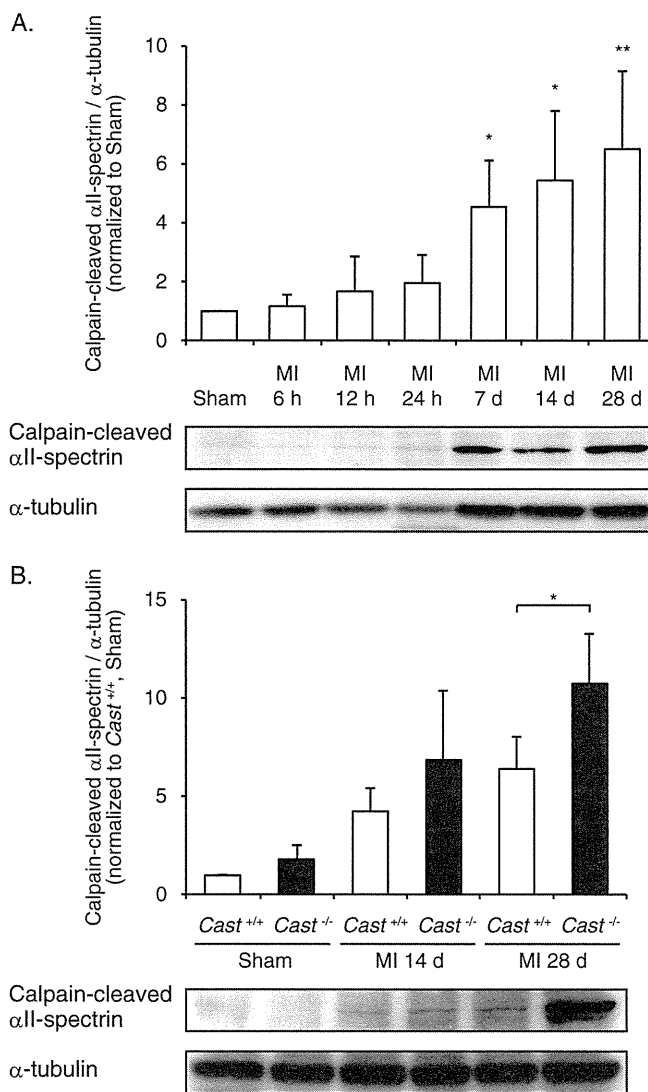 A.
Calpain-cleaved αII-spectrin / α-tubulin
(normalized to Sham)
10
8
6
4
2
0
*
*
**
Sham
MI
6 h
MI
12 h
MI
24 h
MI
7 d
MI
14 d
MI
28 d
Calpain-cleaved
αII-spectrin
α-tubulin
B.
Calpain-cleaved αII-spectrin / α-tubulin
(normalized to Cast +/+, Sham)
15
10
5
0
*
Cast +/+ Cast -/- Cast +/+ Cast -/- Cast +/+ Cast -/-
Sham MI 14 d MI 28 d
Calpain-cleaved
αII-spectrin
α-tubulin